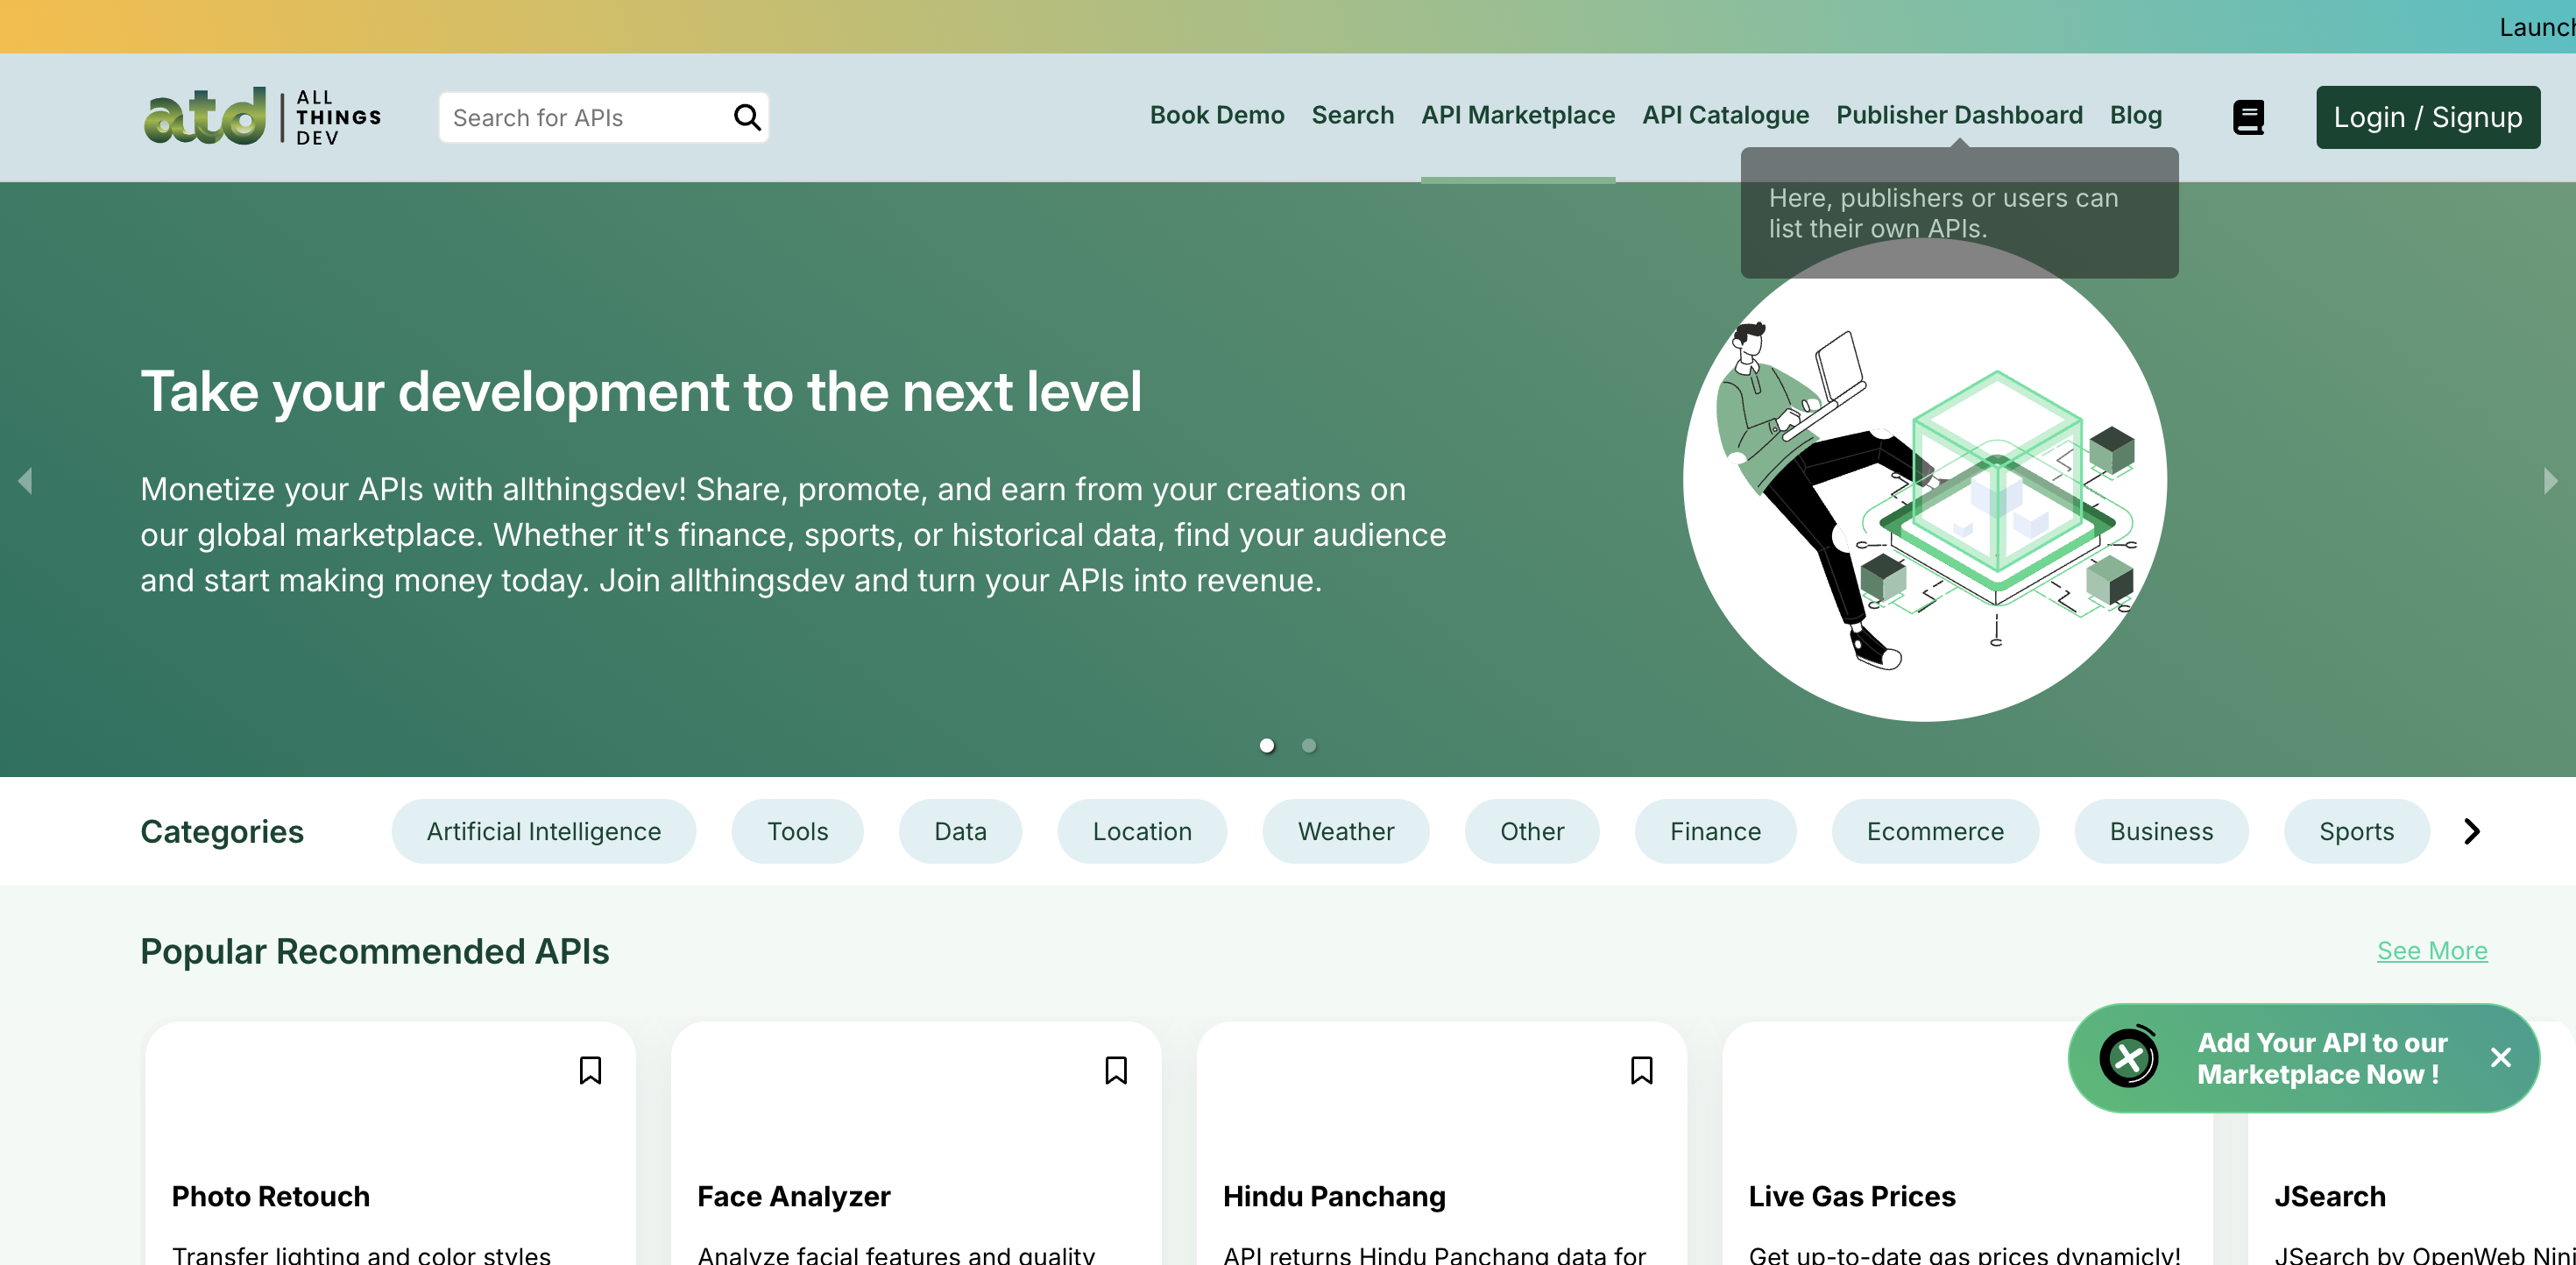 Launch
atd
ALL
THINGS
DEV
Search for APIs
Book Demo
Search
API Marketplace
API Catalogue
Publisher Dashboard
Blog
Login / Signup
Here, publishers or users can
list their own APIs.
Take your development to the next level
Monetize your APIs with allthingsdev! Share, promote, and earn from your creations on
our global marketplace. Whether it's finance, sports, or historical data, find your audience
and start making money today. Join allthingsdev and turn your APIs into revenue.
Categories
Artificial Intelligence
Tools
Data
Location
Weather
Other
Finance
Ecommerce
Business
Sports
Popular Recommended APIs
See More
Add Your API to our
Marketplace Now !
Photo Retouch
Face Analyzer
Hindu Panchang
Live Gas Prices
JSearch
Transfer lighting and color styles
Analyze facial features and quality
API returns Hindu Panchang data for
Get up-to-date gas prices dynamicly!
JSearch by OpenWeb Ninj